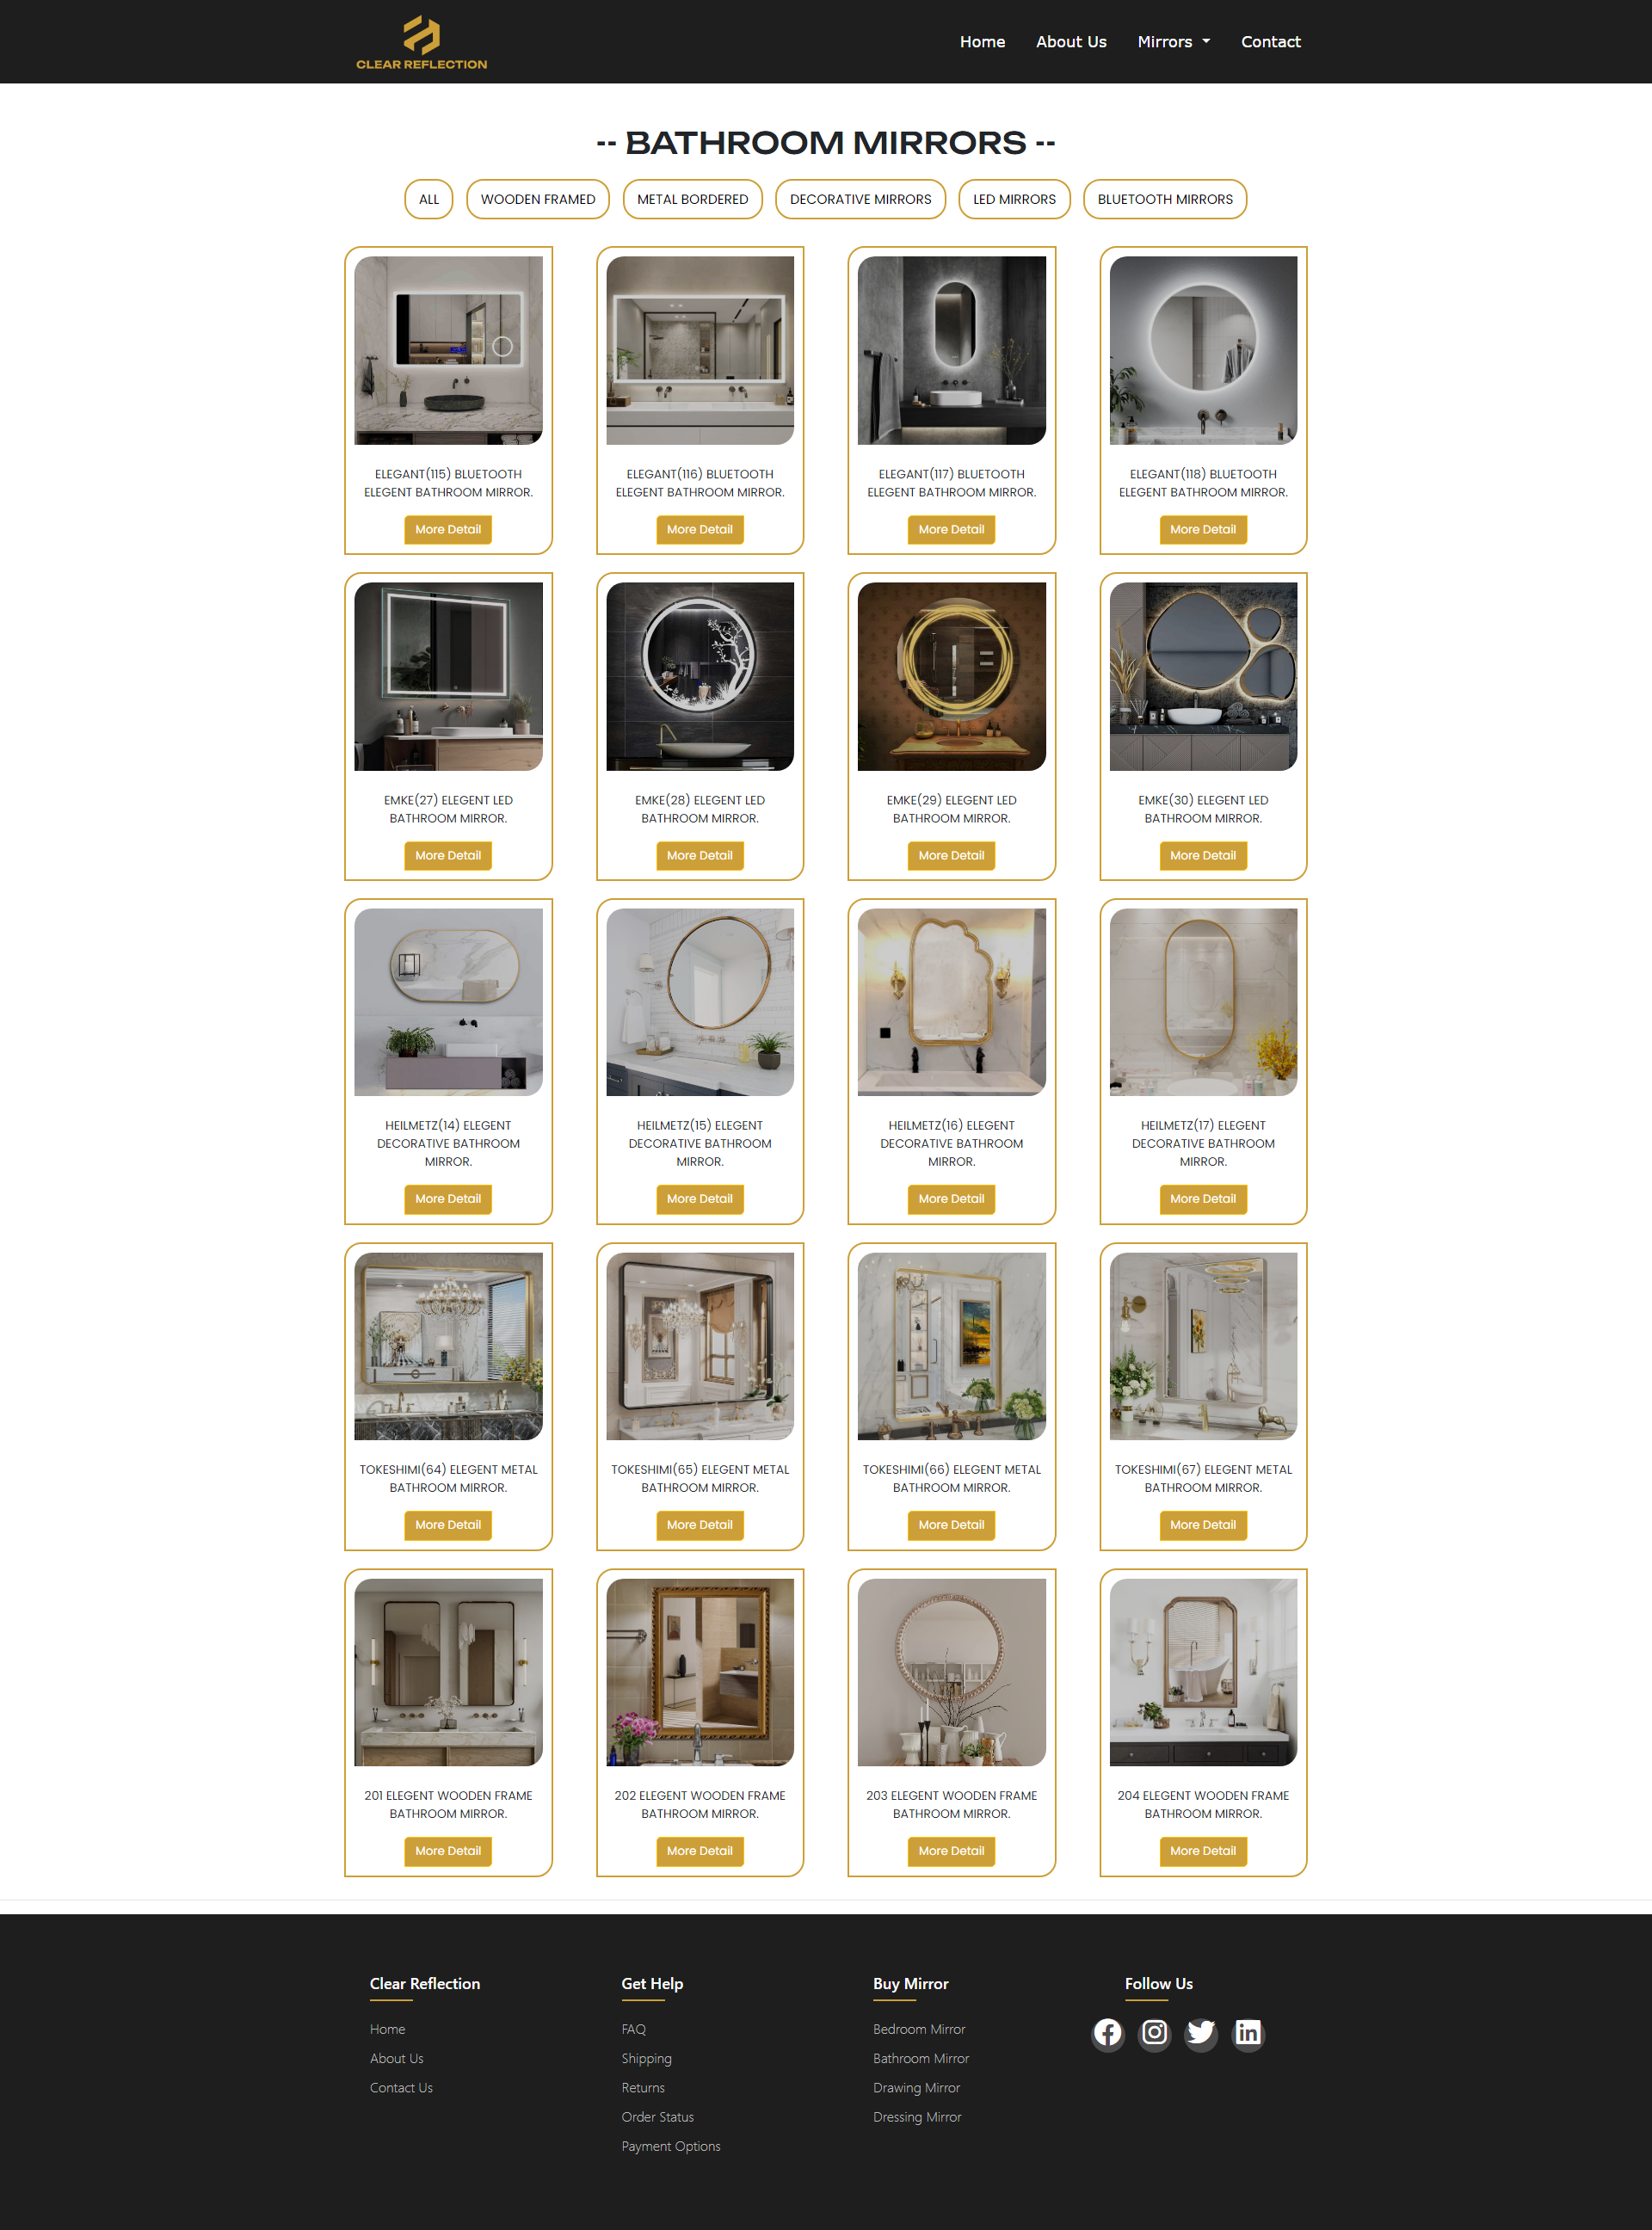 CLEAR REFLECTION
Home About Us Mirrors Contact
-- BATHROOM MIRRORS --
ALL WOODEN FRAMED METAL BORDERED DECORATIVE MIRRORS LED MIRRORS BLUETOOTH MIRRORS
ELEGANT(115) BLUETOOTH
ELEGENT BATHROOM MIRROR.
More Detail
ELEGANT(116) BLUETOOTH
ELEGENT BATHROOM MIRROR.
More Detail
ELEGANT(117) BLUETOOTH
ELEGENT BATHROOM MIRROR.
More Detail
ELEGANT(118) BLUETOOTH
ELEGENT BATHROOM MIRROR.
More Detail
EMKE(27) ELEGENT LED
BATHROOM MIRROR.
More Detail
EMKE(28) ELEGENT LED
BATHROOM MIRROR.
More Detail
EMKE(29) ELEGENT LED
BATHROOM MIRROR.
More Detail
EMKE(30) ELEGENT LED
BATHROOM MIRROR.
More Detail
HEILMETZ(14) ELEGENT
DECORATIVE BATHROOM
MIRROR.
More Detail
HEILMETZ(15) ELEGENT
DECORATIVE BATHROOM
MIRROR.
More Detail
HEILMETZ(16) ELEGENT
DECORATIVE BATHROOM
MIRROR.
More Detail
HEILMETZ(17) ELEGENT
DECORATIVE BATHROOM
MIRROR.
More Detail
TOKESHIMI(64) ELEGENT METAL
BATHROOM MIRROR.
More Detail
TOKESHIMI(65) ELEGENT METAL
BATHROOM MIRROR.
More Detail
TOKESHIMI(66) ELEGENT METAL
BATHROOM MIRROR.
More Detail
TOKESHIMI(67) ELEGENT METAL
BATHROOM MIRROR.
More Detail
201 ELEGENT WOODEN FRAME
BATHROOM MIRROR.
More Detail
202 ELEGENT WOODEN FRAME
BATHROOM MIRROR.
More Detail
203 ELEGENT WOODEN FRAME
BATHROOM MIRROR.
More Detail
204 ELEGENT WOODEN FRAME
BATHROOM MIRROR.
More Detail
Clear Reflection
Home
About Us
Contact Us
Get Help
FAQ
Shipping
Returns
Order Status
Payment Options
Buy Mirror
Bedroom Mirror
Bathroom Mirror
Drawing Mirror
Dressing Mirror
Follow Us